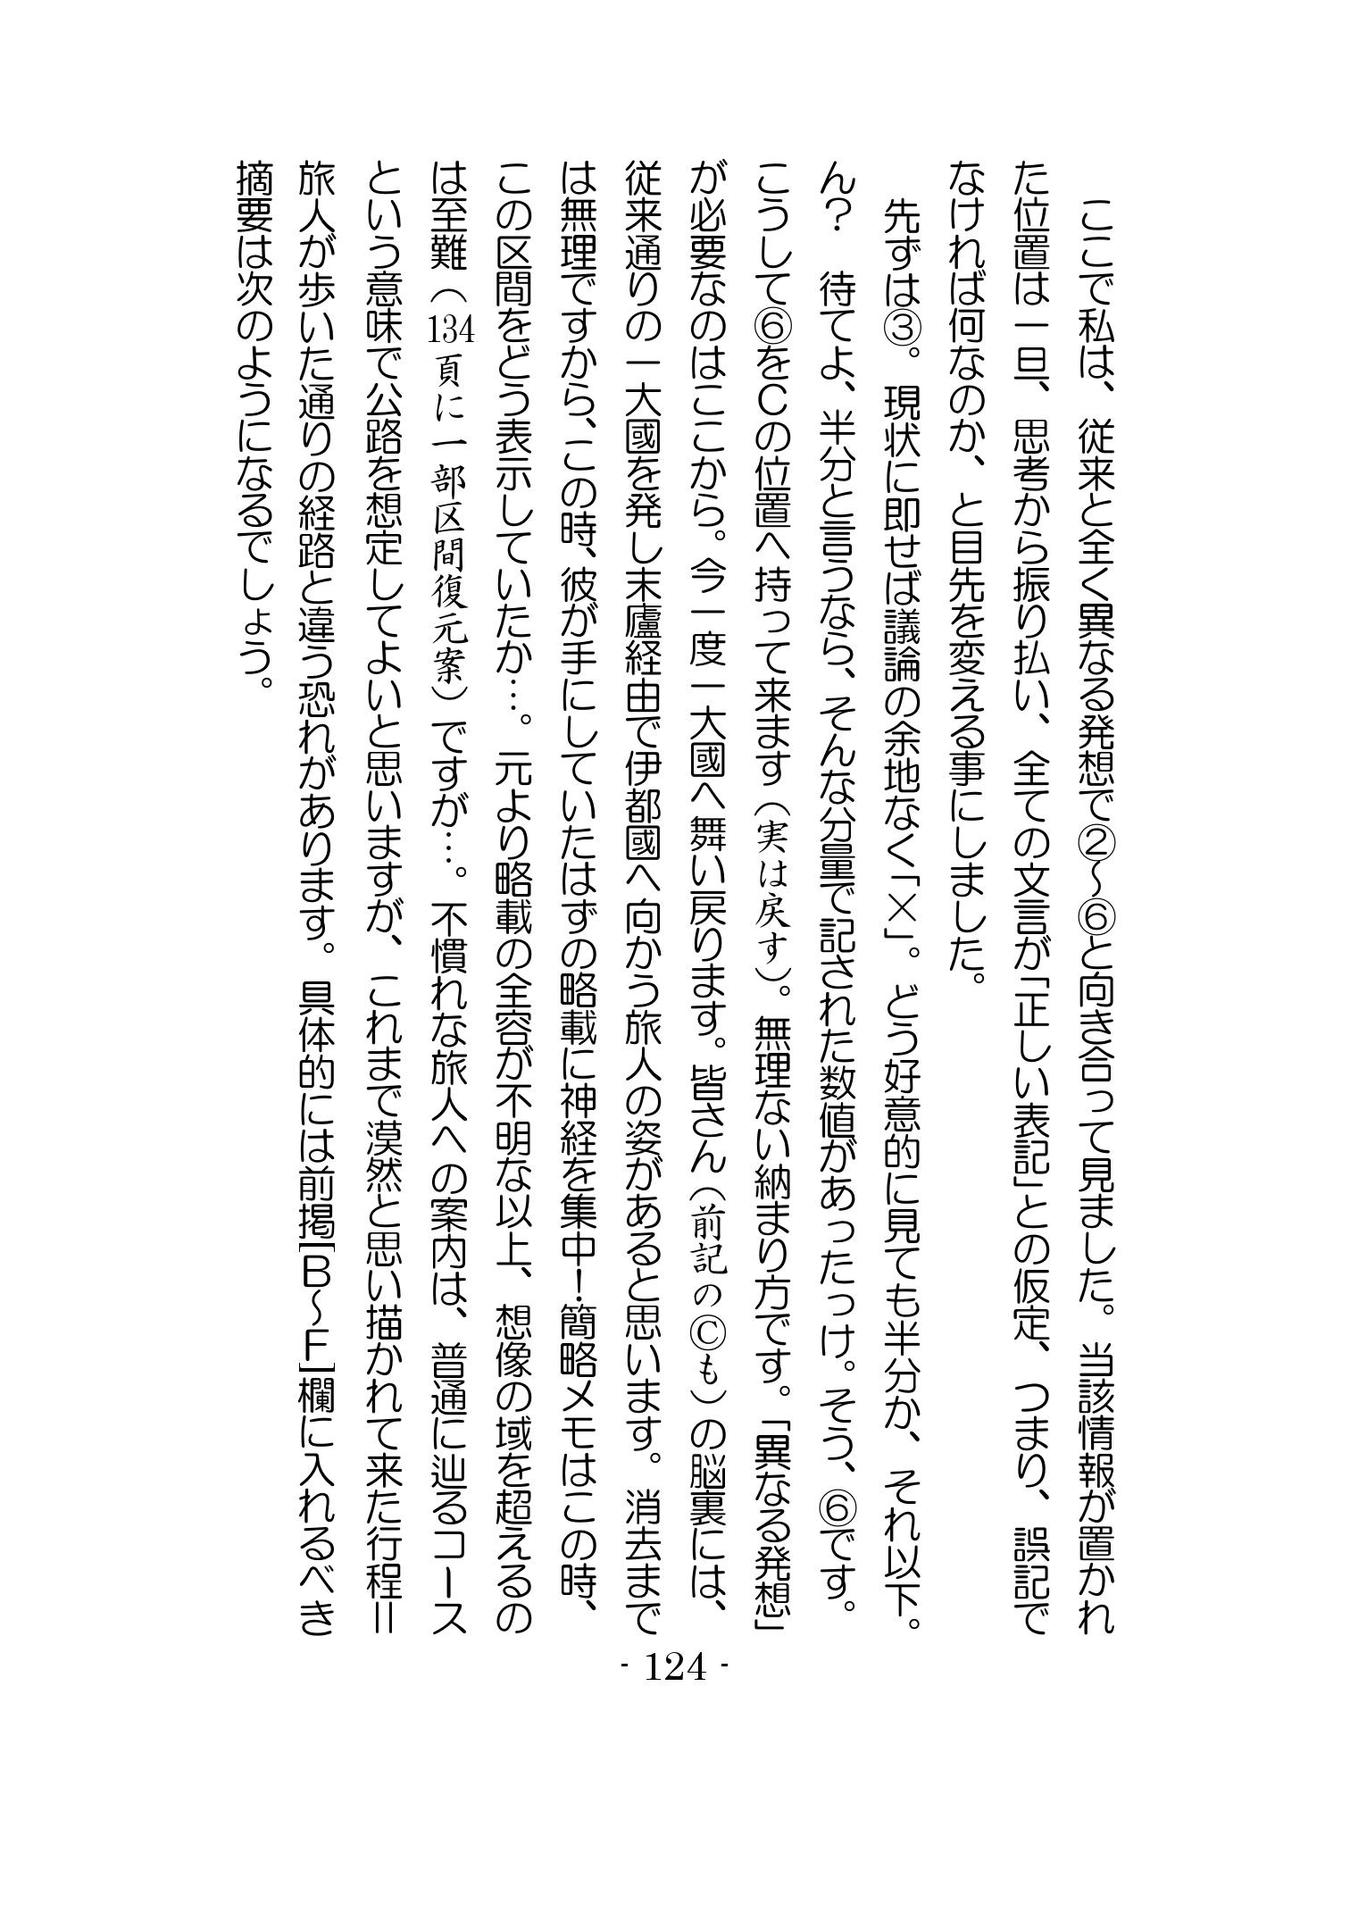 ここで私は、従来と全く異なる発想で②～⑥と向き合って見ました。当該情報が置かれ
た位置は一旦、思考から振り払い、全ての文言が「正しい表記」との仮定、つまり、誤記で
なければ何なのか、と目先を変える事にしました。
　先ずは③。現状に即せば議論の余地なく「×」。どう好意的に見ても半分か、それ以下。
ん？　待てよ、半分と言うなら、そんな分量で記された数値があったっけ。そう、⑥です。
こうして⑥をＣの位置へ持って来ます（実は戻す）。無理ない納まり方です。「異なる発想」
が必要なのはここから。今一度一大國へ舞い戻ります。皆さん（前記のⒸも）の脳裏には、
従来通りの一大國を発し末廬経由で伊都國へ向かう旅人の姿があると思います。消去まで
は無理ですから、この時、彼が手にしていたはずの略載に神経を集中！簡略メモはこの時、
この区間をどう表示していたか…。元より略載の全容が不明な以上、想像の域を超えるの
は至難（134頁に一部区間復元案）ですが…。不慣れな旅人への案内は、普通に辿るコース
という意味で公路を想定してよいと思いますが、これまで漠然と思い描かれて来た行程＝
旅人が歩いた通りの経路と違う恐れがあります。具体的には前掲[Ｂ～Ｆ]欄に入れるべき
摘要は次のようになるでしょう。
- 124 -